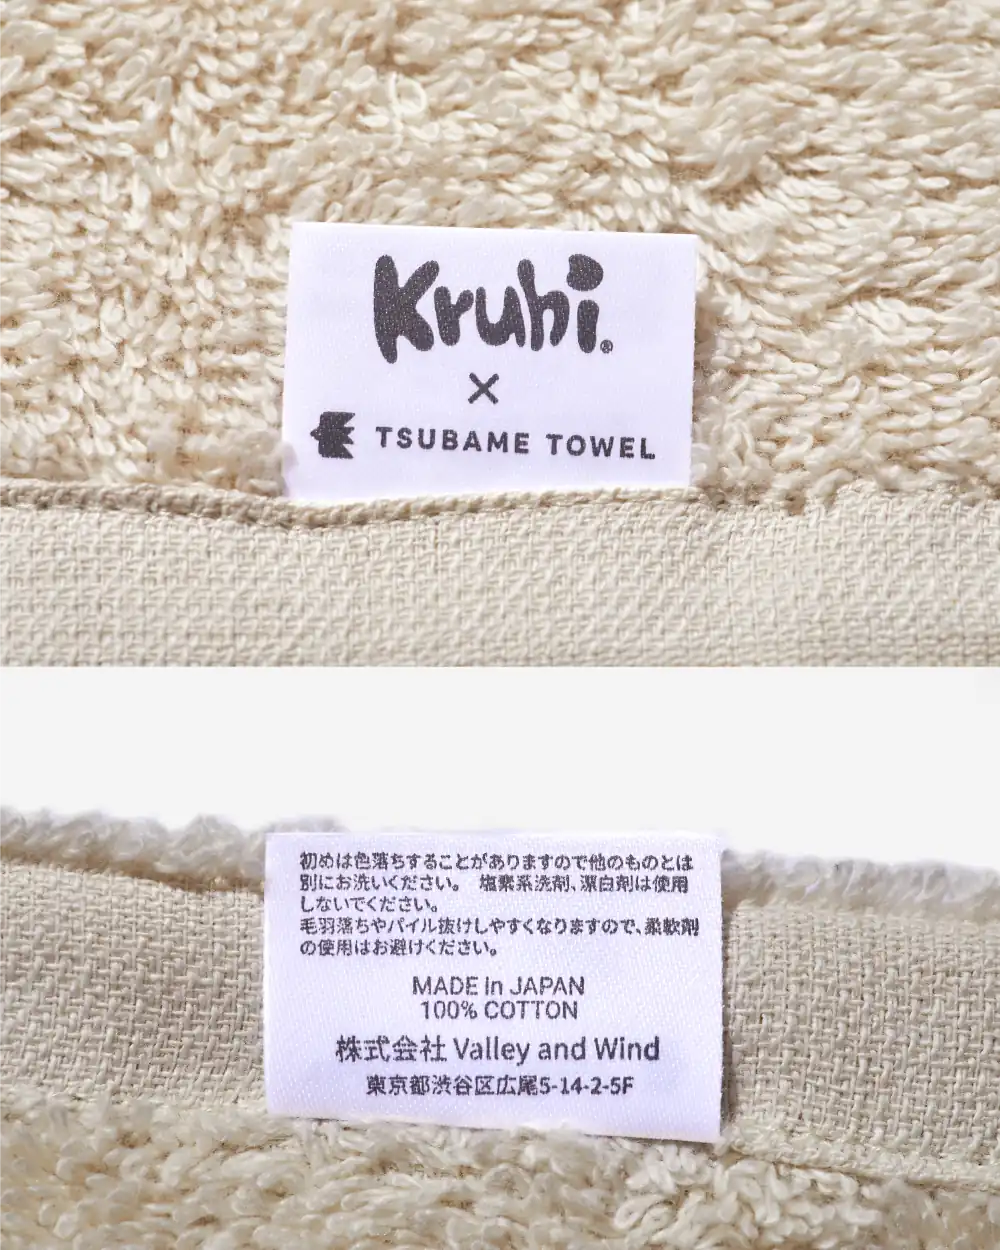 Kruhi.®
×
TSUBAME TOWEL
初めは色落ちすることがありますので他のものとは
別にお洗いください。 塩素系洗剤、漂白剤は使用
しないでください。
毛羽落ちやパイル抜けしやすくなりますので、柔軟剤
の使用はお避けください。
MADE in JAPAN
100% COTTON
株式会社 Valley and Wind
東京都渋谷区広尾5-14-2-5F